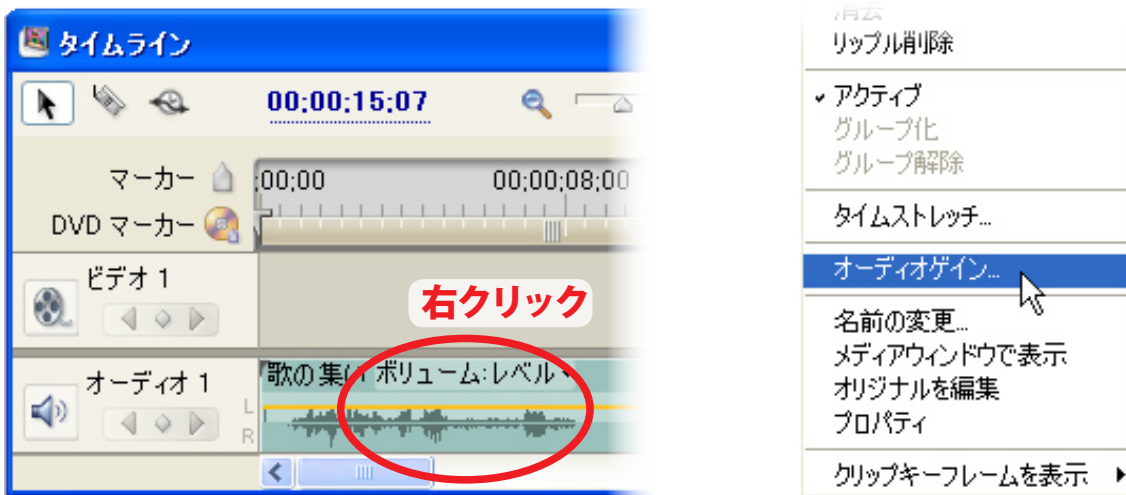 タイムライン
00;00;15;07
マーカー
;00;00 00;00;08;00
DVD マーカー
ビデオ 1
右クリック
オーディオ 1
歌の集い ボリューム:レベル
L
R
消去
リップル削除
アクティブ
グループ化
グループ解除
タイムストレッチ...
オーディオゲイン...
名前の変更...
メディアウィンドウで表示
オリジナルを編集
プロパティ
クリップキーフレームを表示